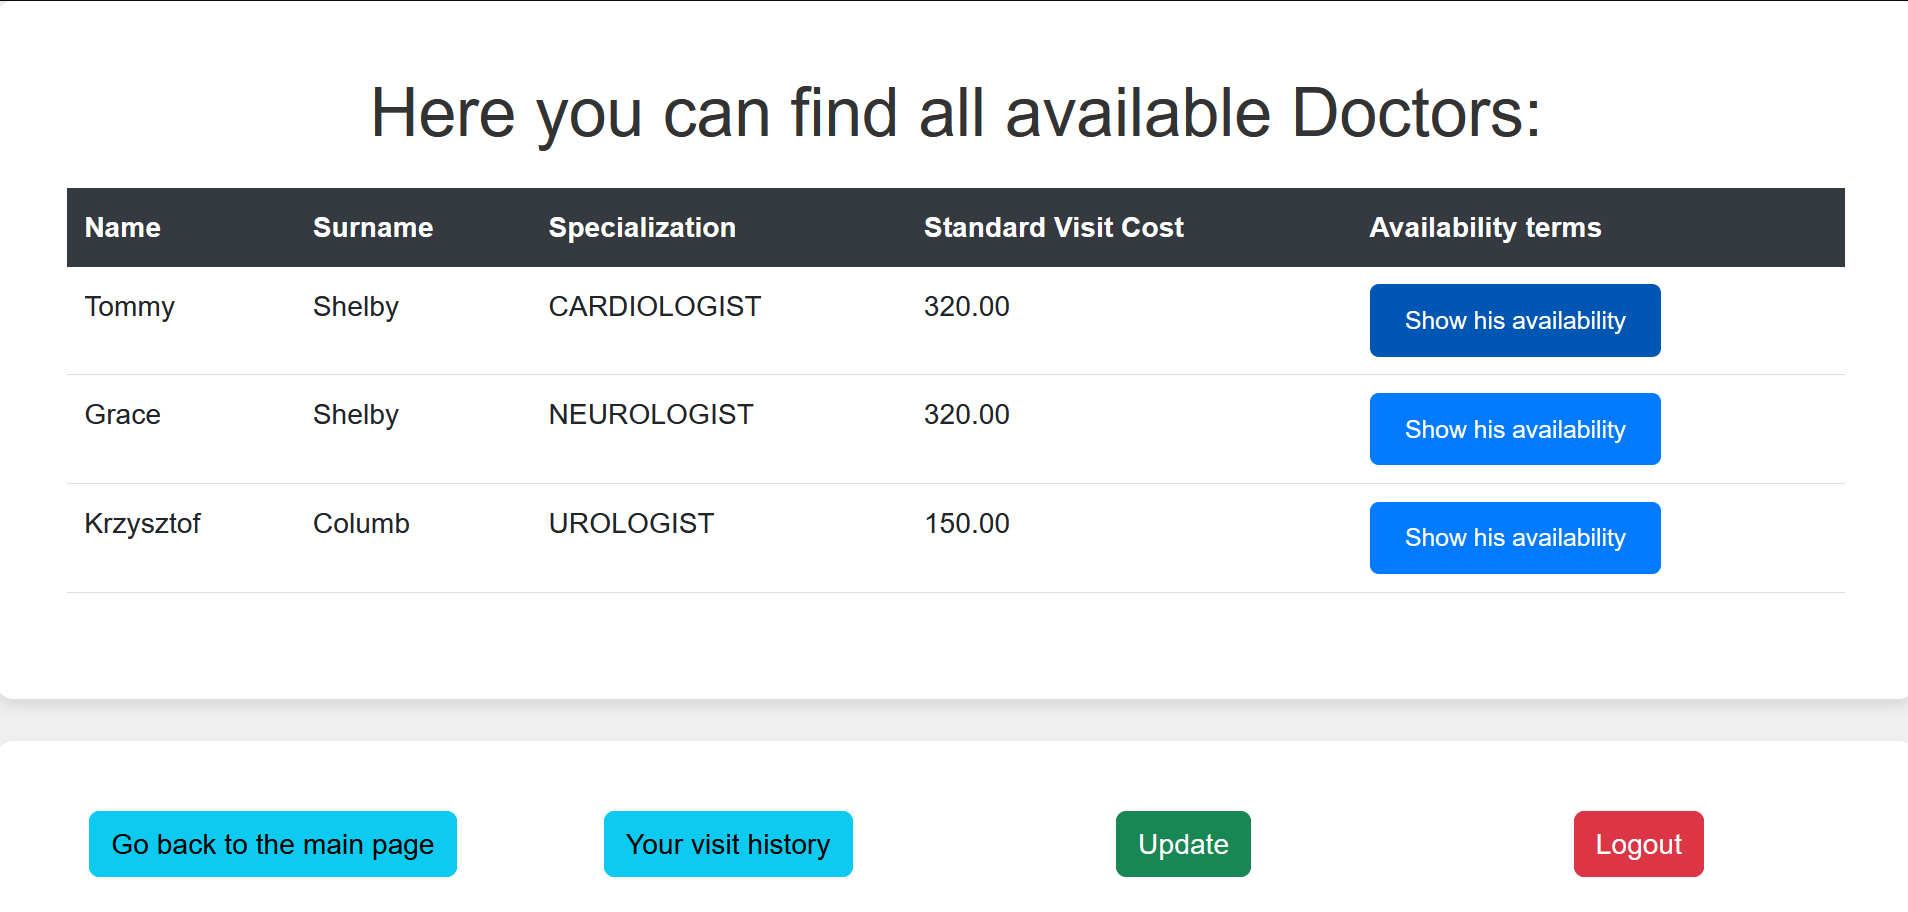 Here you can find all available Doctors:
Name Surname Specialization Standard Visit Cost Availability terms
Tommy Shelby CARDIOLOGIST 320.00 Show his availability
Grace Shelby NEUROLOGIST 320.00 Show his availability
Krzysztof Columb UROLOGIST 150.00 Show his availability
Go back to the main page Your visit history Update Logout